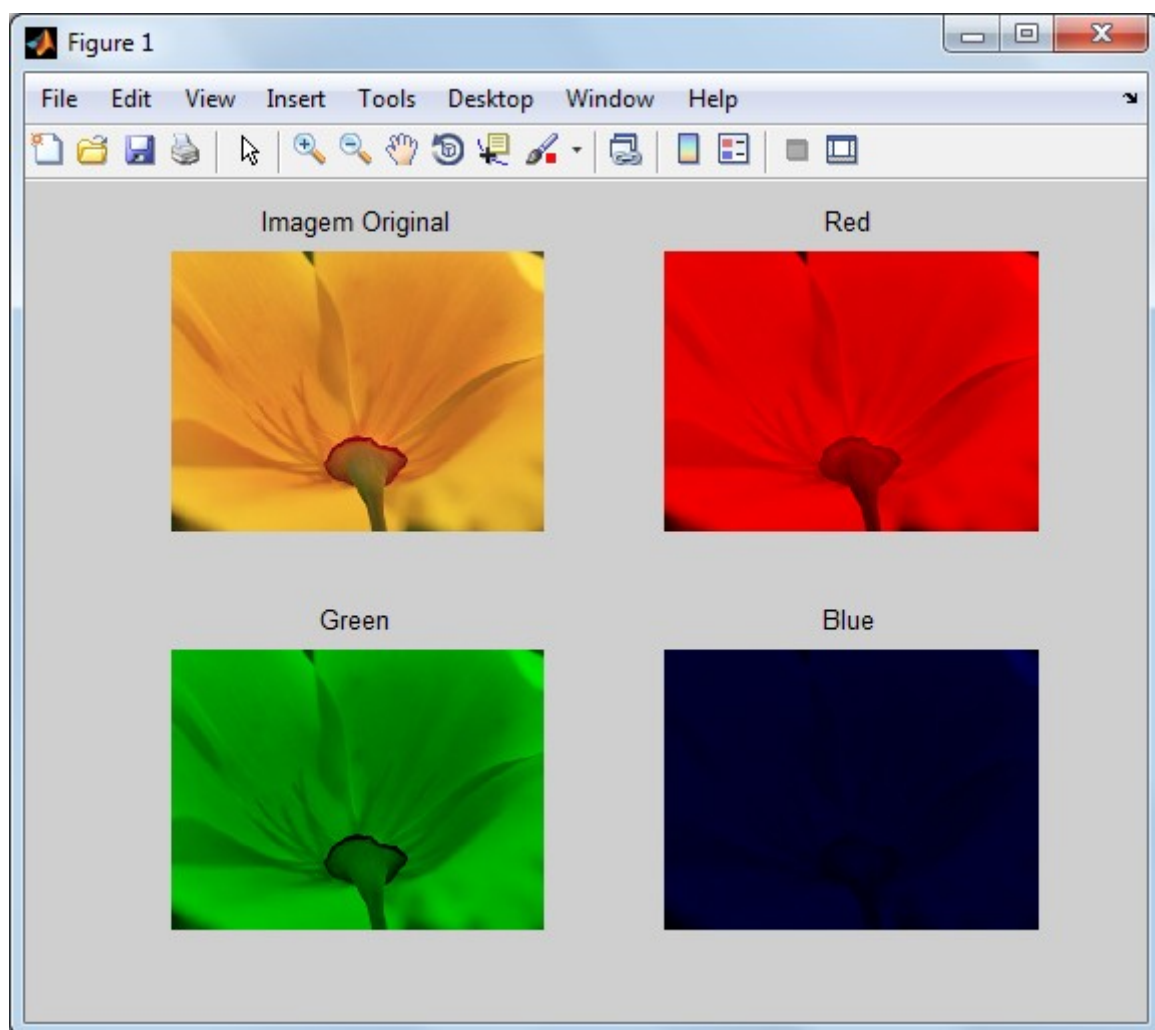 Figure 1
File Edit View Insert Tools Desktop Window Help
Imagem Original
Red
Green
Blue